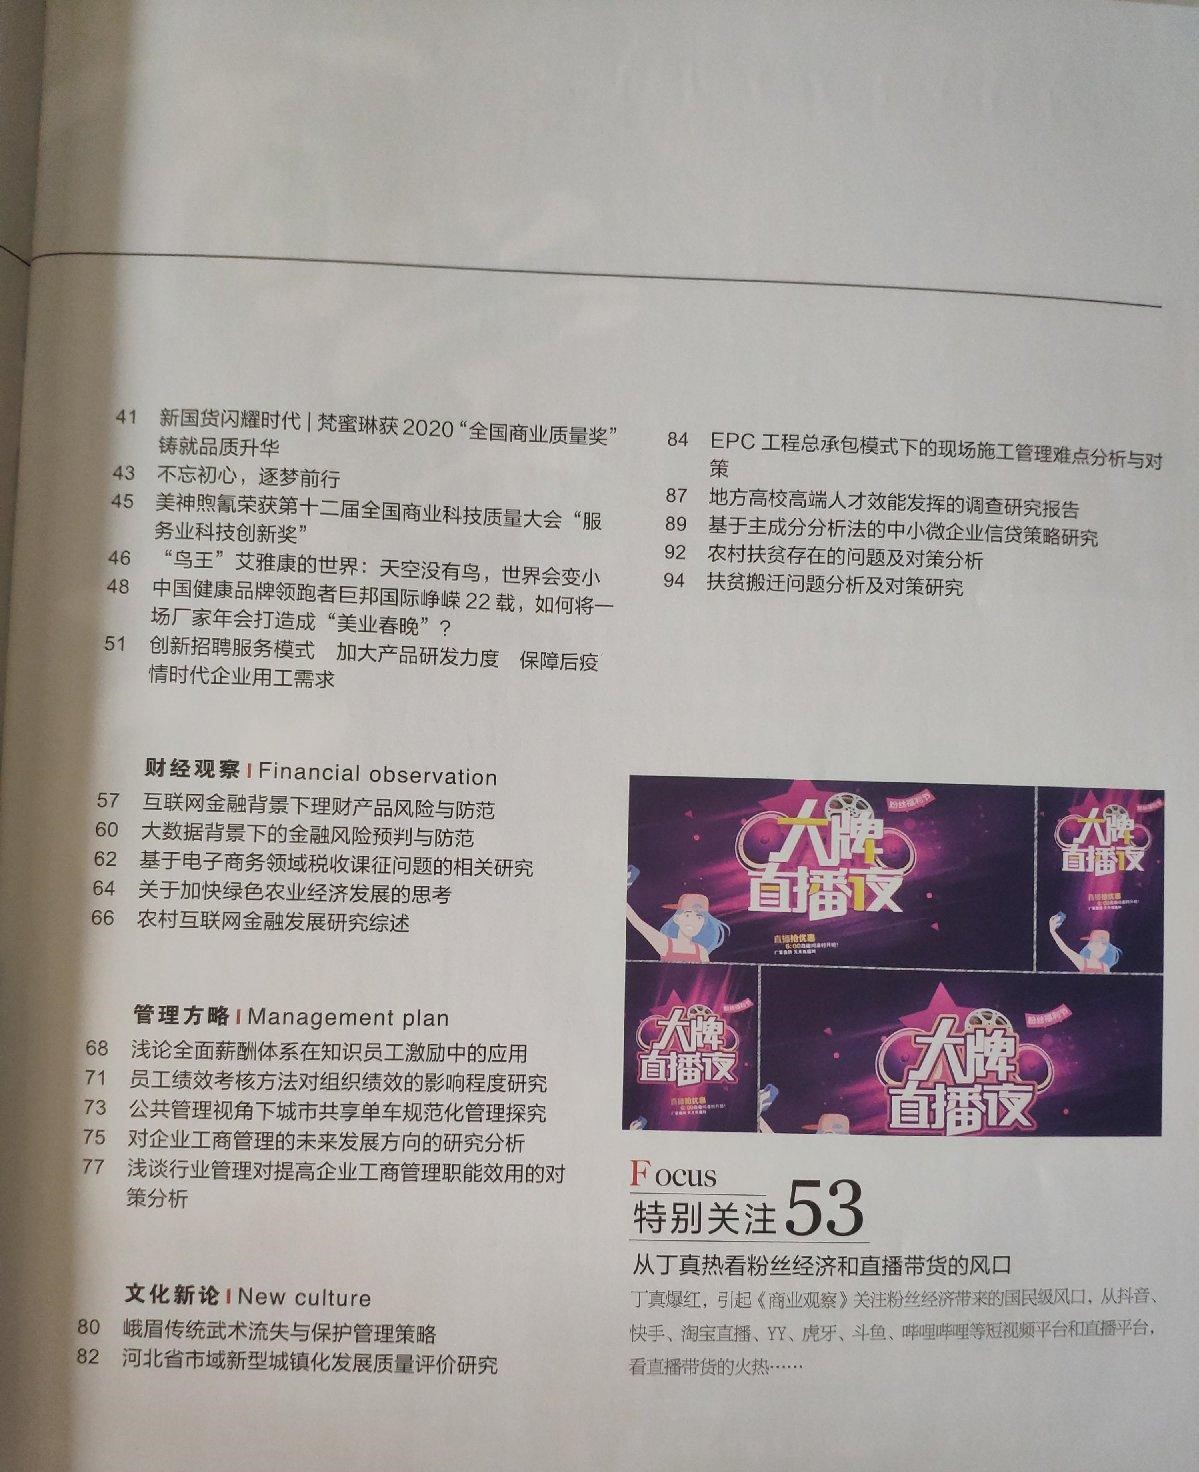 41 新国货闪耀时代 | 梵蜜琳获 2020 “全国商业质量奖”
铸就品质升华
43 不忘初心，逐梦前行
45 美神煦氰荣获第十二届全国商业科技质量大会“服
务业科技创新奖”
46 “鸟王”艾雅康的世界：天空没有鸟，世界会变小
48 中国健康品牌领跑者巨邦国际峥嵘 22 载，如何将一
场厂家年会打造成“美业春晚”？
51 创新招聘服务模式 加大产品研发力度 保障后疫
情时代企业用工需求
财经观察 | Financial observation
57 互联网金融背景下理财产品风险与防范
60 大数据背景下的金融风险预判与防范
62 基于电子商务领域税收课征问题的相关研究
64 关于加快绿色农业经济发展的思考
66 农村互联网金融发展研究综述
管理方略 | Management plan
68 浅论全面薪酬体系在知识员工激励中的应用
71 员工绩效考核方法对组织绩效的影响程度研究
73 公共管理视角下城市共享单车规范化管理探究
75 对企业工商管理的未来发展方向的研究分析
77 浅谈行业管理对提高企业工商管理职能效用的对
策分析
文化新论 | New culture
80 峨眉传统武术流失与保护管理策略
82 河北省市域新型城镇化发展质量评价研究
84 EPC 工程总承包模式下的现场施工管理难点分析与对
策
87 地方高校高端人才效能发挥的调查研究报告
89 基于主成分分析法的中小微企业信贷策略研究
92 农村扶贫存在的问题及对策分析
94 扶贫搬迁问题分析及对策研究
粉丝福利节
大牌
直播夜
直播抢优惠
大牌
直播夜
直播抢优惠
粉丝福利节
大牌
直播夜
直播抢优惠
粉丝福利节
大牌
直播夜
Focus
特别关注 53
从丁真热看粉丝经济和直播带货的风口
丁真爆红，引起《商业观察》关注粉丝经济带来的国民级风口，从抖音、
快手、淘宝直播、YY、虎牙、斗鱼、哔哩哔哩等短视频平台和直播平台，
看直播带货的火热……